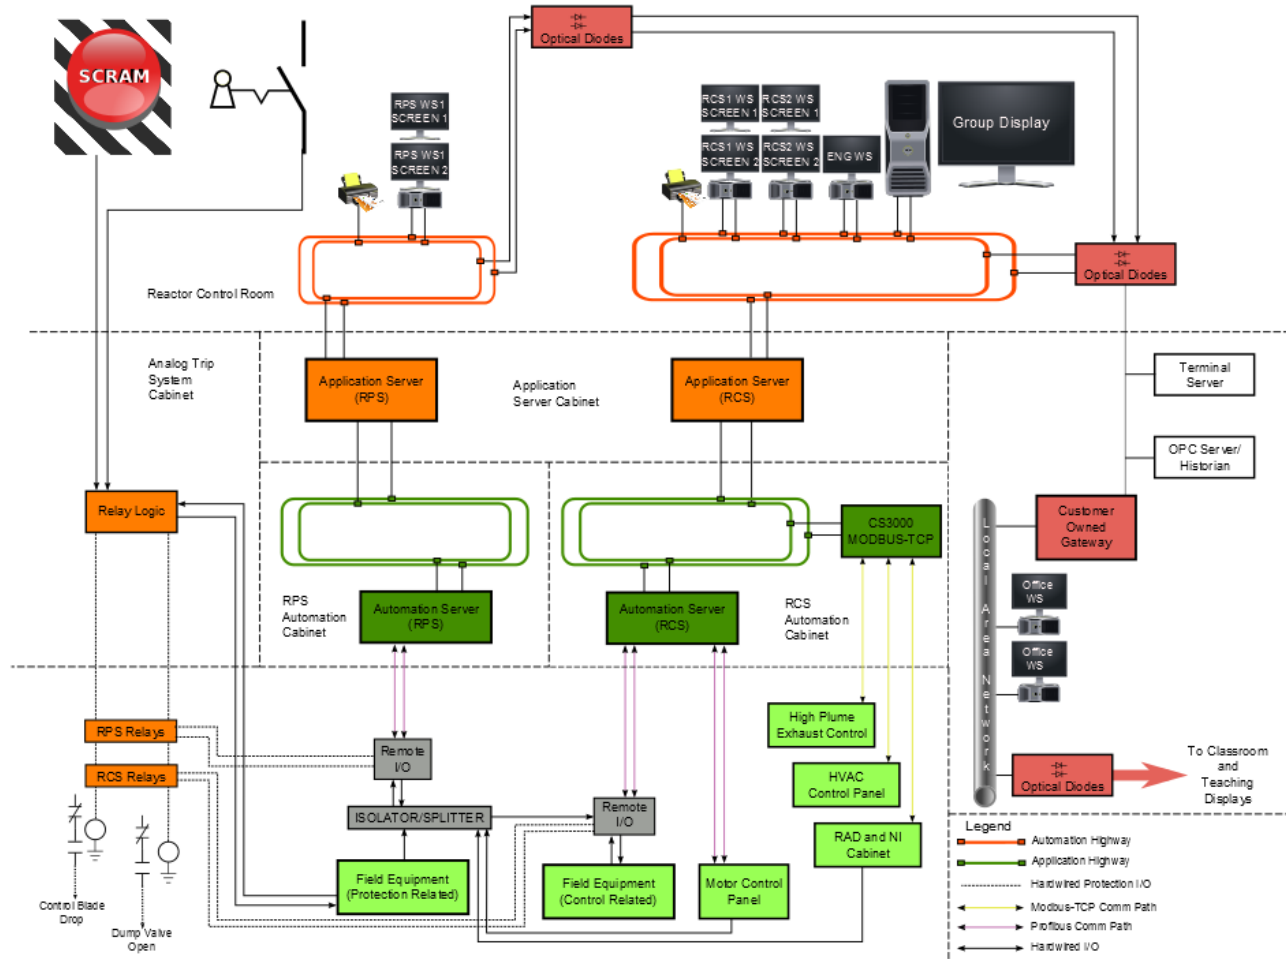 Optical Diodes
SCRAM
RPS WS1
SCREEN 1
RPS WS1
SCREEN 2
RCS1 WS
SCREEN 1
RCS2 WS
SCREEN 1
RCS1 WS
SCREEN 2
RCS2 WS
SCREEN 2
ENG WS
Group Display
Optical Diodes
Reactor Control Room
Analog Trip
System
Cabinet
Application Server
(RPS)
Application
Server Cabinet
Application Server
(RCS)
Terminal
Server
OPC Server/
Historian
Relay Logic
CS3000
MODBUS-TCP
Customer
Owned
Gateway
Local Area Network
Office
WS
Office
WS
RPS
Automation
Cabinet
Automation Server
(RPS)
Automation Server
(RCS)
RCS
Automation
Cabinet
RPS Relays
RCS Relays
Remote
I/O
ISOLATOR/SPLITTER
Remote
I/O
High Plume
Exhaust Control
HVAC
Control Panel
RAD and NI
Cabinet
Optical Diodes
To Classroom
and
Teaching
Displays
Field Equipment
(Protection Related)
Field Equipment
(Control Related)
Motor Control
Panel
Control Blade
Drop
Dump Valve
Open
Legend
Automation Highway
Application Highway
Hardwired Protection I/O
Modbus-TCP Comm Path
Profibus Comm Path
Hardwired I/O